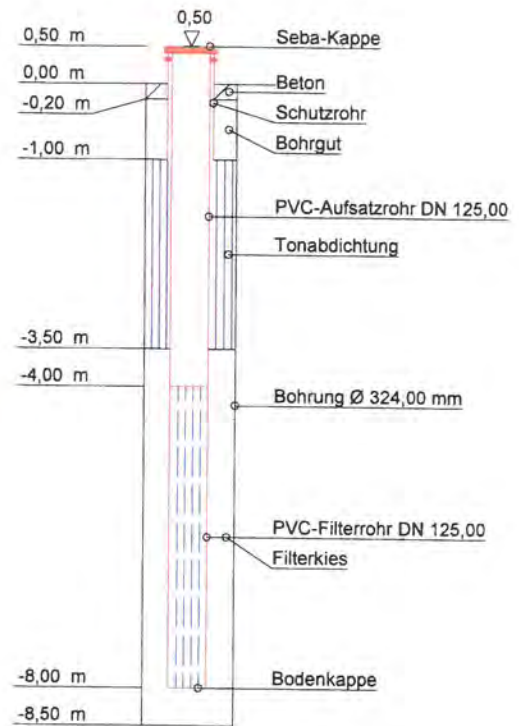 0,50
0,50 m
Seba-Kappe
0,00 m
Beton
-0,20 m
Schutzrohr
Bohrgut
-1,00 m
PVC-Aufsatzrohr DN 125,00
Tonabdichtung
-3,50 m
-4,00 m
Bohrung Ø 324,00 mm
PVC-Filterrohr DN 125,00
Filterkies
-8,00 m
Bodenkappe
-8,50 m